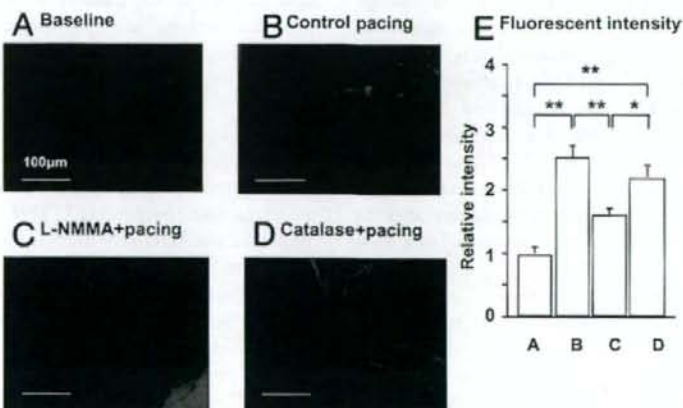 A Baseline
100μm
B Control pacing
C L-NMMA+pacing
D Catalase+pacing
E Fluorescent intensity
Relative intensity
4
3
2
1
0
**
** ** *
A B C D